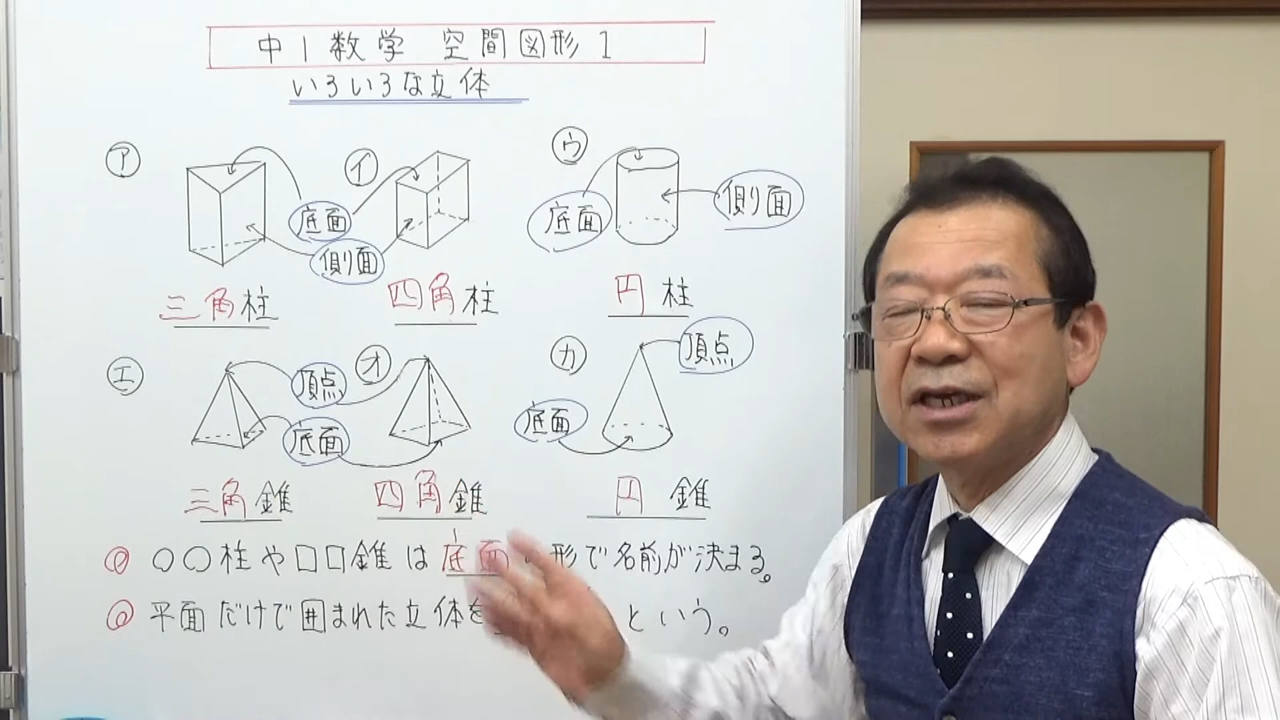 中1数学 空間図形1
いろいろな立体
ア
イ
ウ
底面
側面
底面
側面
三角柱
四角柱
円柱
エ
オ
カ
頂点
底面
頂点
底面
三角錐
四角錐
円錐
◎ 〇〇柱や□□錐は底面 形で名前が決まる。
◎ 平面だけで囲まれた立体を という。